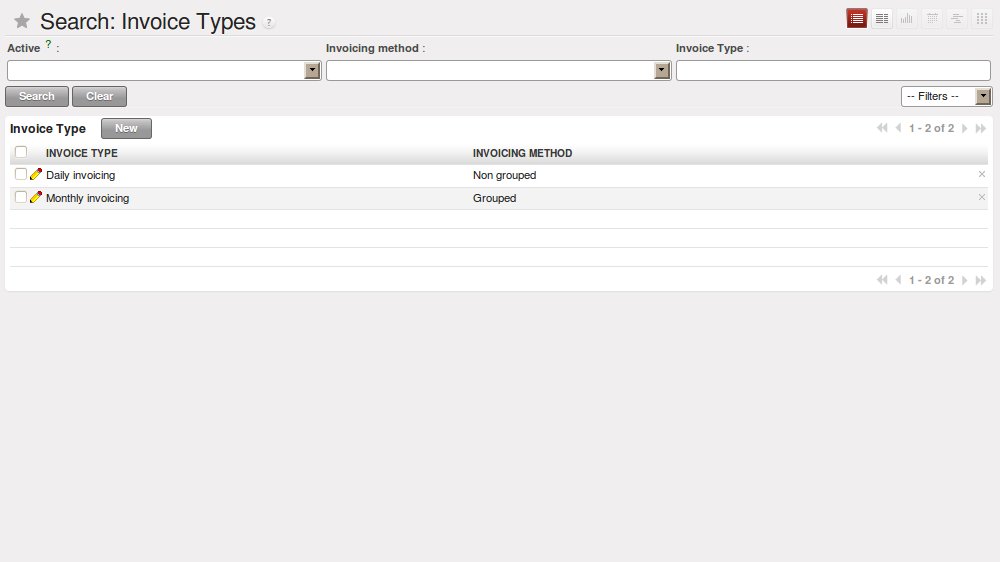 Search: Invoice Types ?
Active ? : Invoicing method : Invoice Type :
Search Clear -- Filters --
Invoice Type New 1 - 2 of 2
INVOICE TYPE INVOICING METHOD
Daily invoicing Non grouped
Monthly invoicing Grouped
1 - 2 of 2